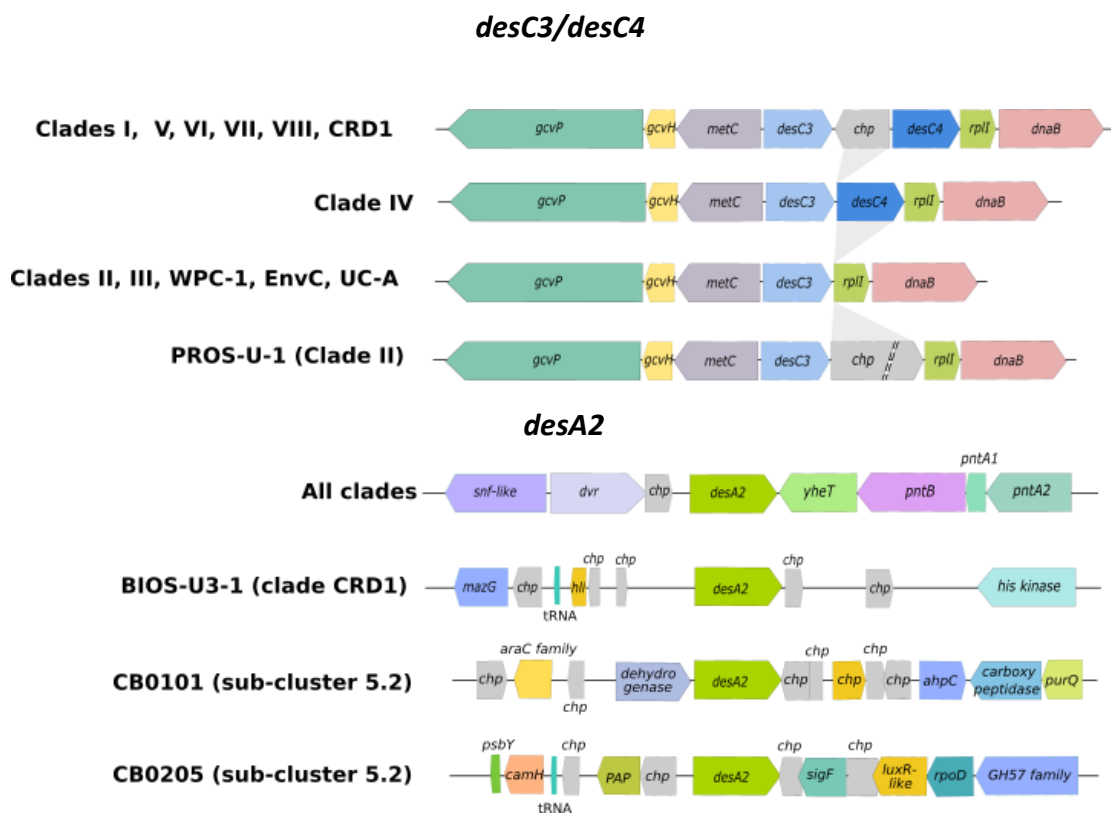 desC3/desC4
Clades I, V, VI, VII, VIII, CRD1
gcvP gcvH metC desC3 chp desC4 rplI dnaB
Clade IV
gcvP gcvH metC desC3 desC4 rplI dnaB
Clades II, III, WPC-1, EnvC, UC-A
gcvP gcvH metC desC3 rplI dnaB
PROS-U-1 (Clade II)
gcvP gcvH metC desC3 chp rplI dnaB
desA2
pntA1
All clades
snf-like dvr chp desA2 yheT pntB pntA2
chp chp chp
BIOS-U3-1 (clade CRD1)
mazG chp hli desA2 chp his kinase
tRNA
araC family chp chp
CB0101 (sub-cluster 5.2)
chp dehydro genase desA2 chp chp chp ahpC carboxy peptidase purQ
chp
psbY chp chp chp
CB0205 (sub-cluster 5.2)
camH PAP chp desA2 sigF luxR-like rpoD GH57 family
tRNA